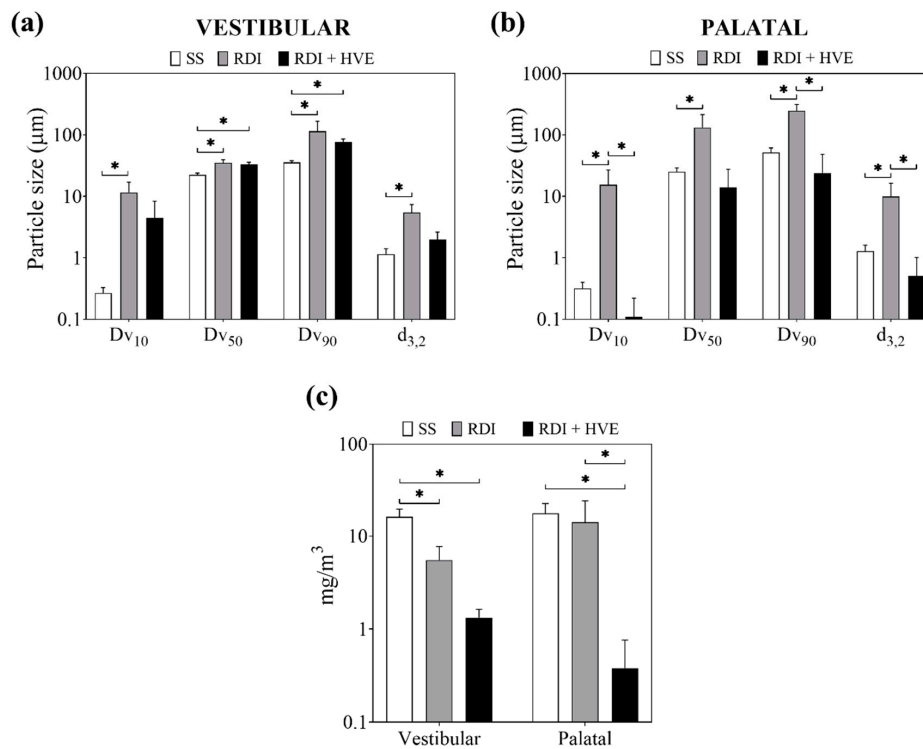 (a) VESTIBULAR
SS RDI RDI + HVE
Particle size (μm)
1000
100
10
1
0.1
* * * * * *
Dv10 Dv50 Dv90 d3,2
(b) PALATAL
SS RDI RDI + HVE
Particle size (μm)
1000
100
10
1
0.1
* * * * * * *
Dv10 Dv50 Dv90 d3,2
(c)
SS RDI RDI + HVE
mg/m³
100
10
1
0.1
* * * *
Vestibular Palatal